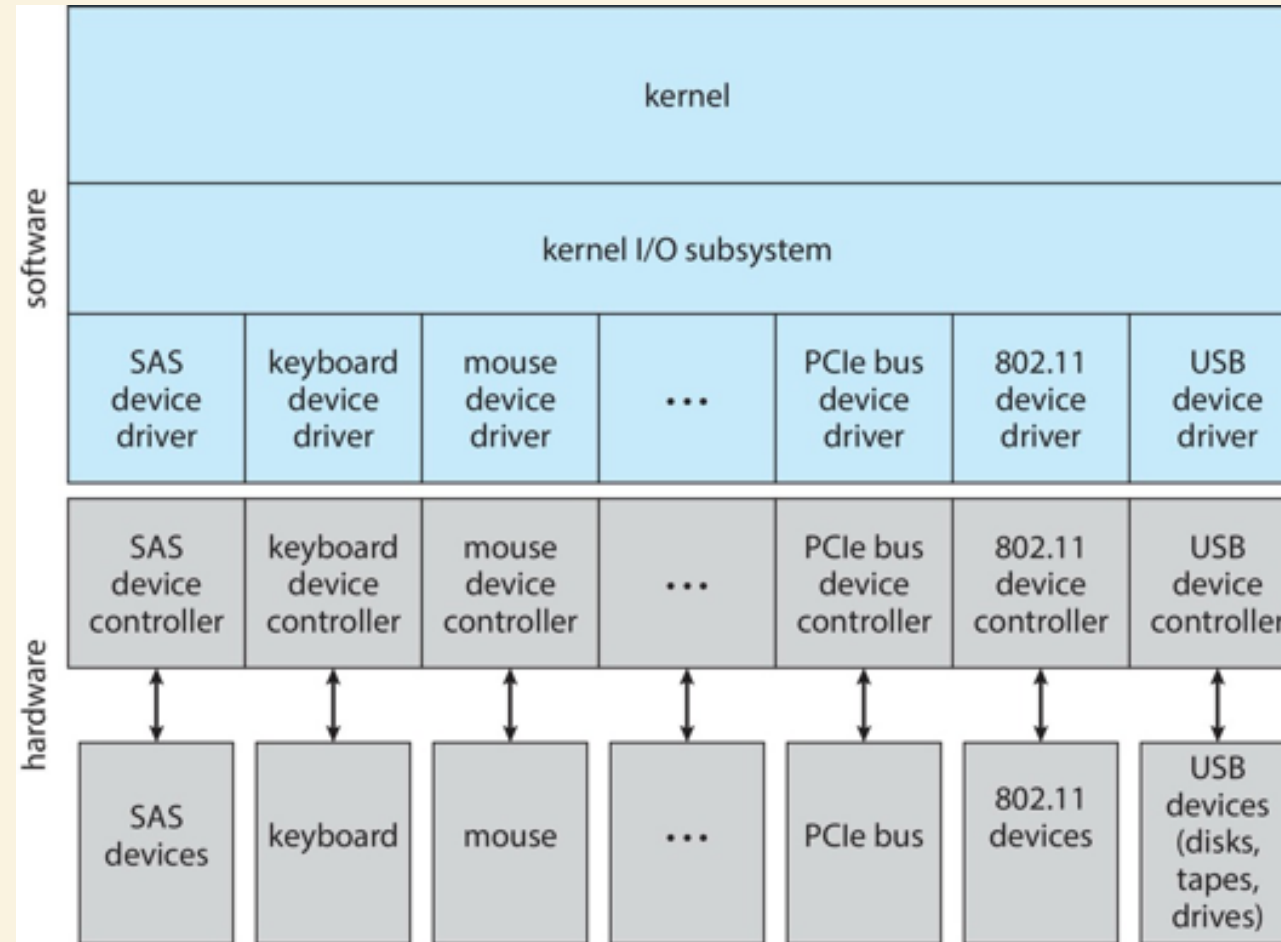 kernel
software
kernel I/O subsystem
SAS
device
driver
keyboard
device
driver
mouse
device
driver
...
PCIe bus
device
driver
802.11
device
driver
USB
device
driver
hardware
SAS
device
controller
keyboard
device
controller
mouse
device
controller
...
PCIe bus
device
controller
802.11
device
controller
USB
device
controller
SAS
devices
keyboard
mouse
...
PCIe bus
802.11
devices
USB
devices
(disks,
tapes,
drives)